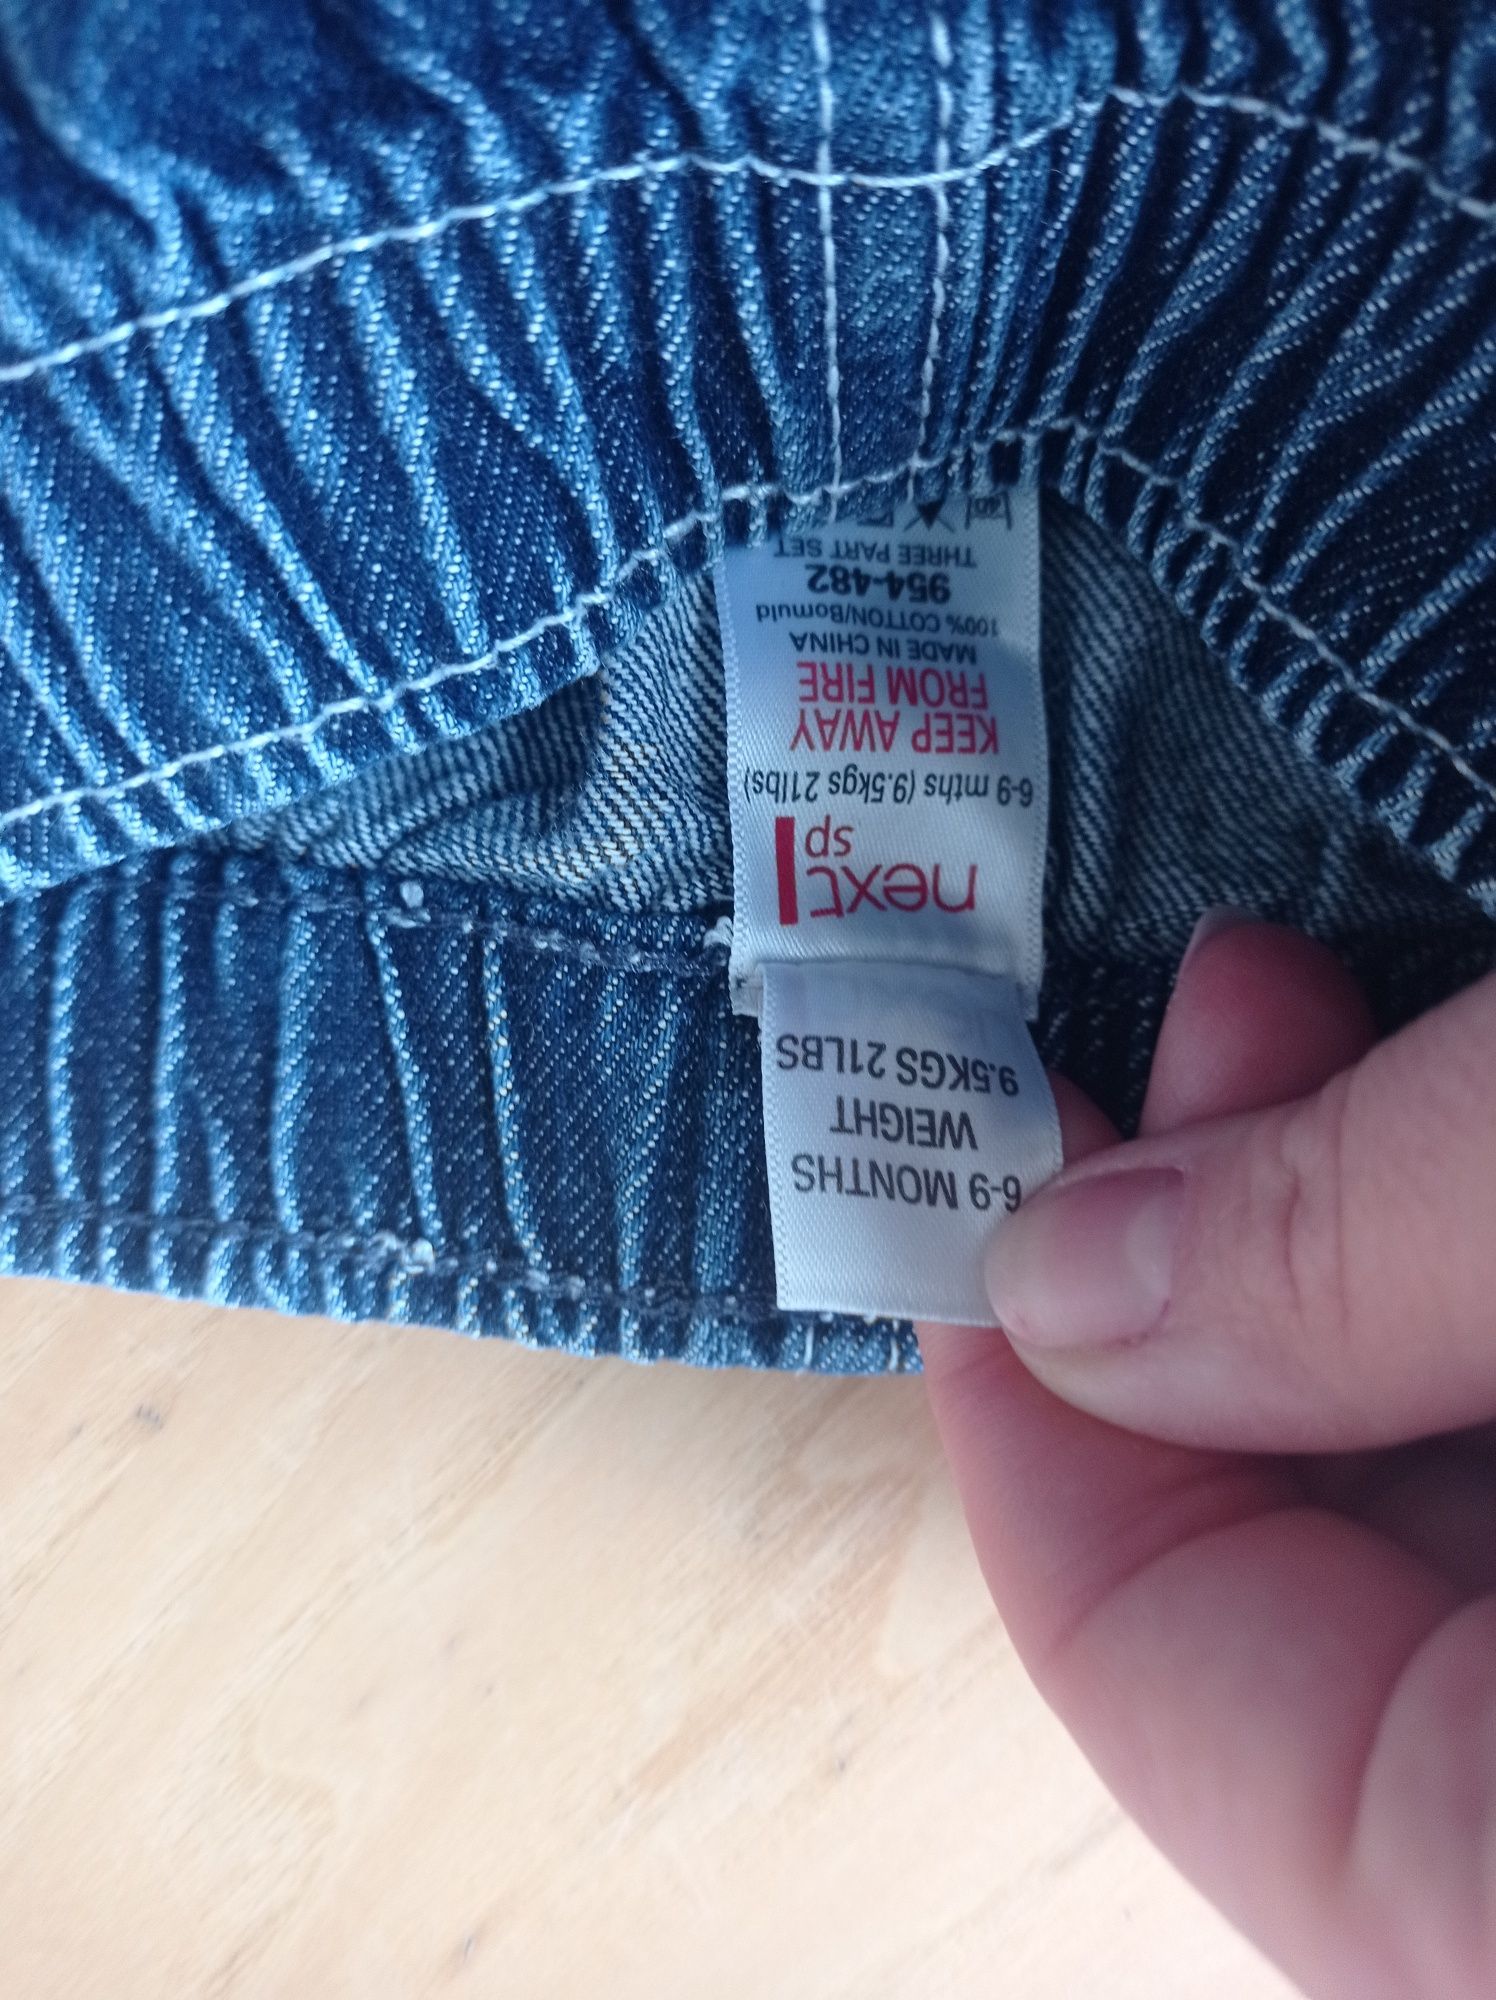 next
sp
6-9 mths (9.5kgs 21lbs)
KEEP AWAY
FROM FIRE
MADE IN CHINA
100% COTTON/Bomuld
954-482
THREE PART SET
6-9 MONTHS
WEIGHT
9.5KGS 21LBS